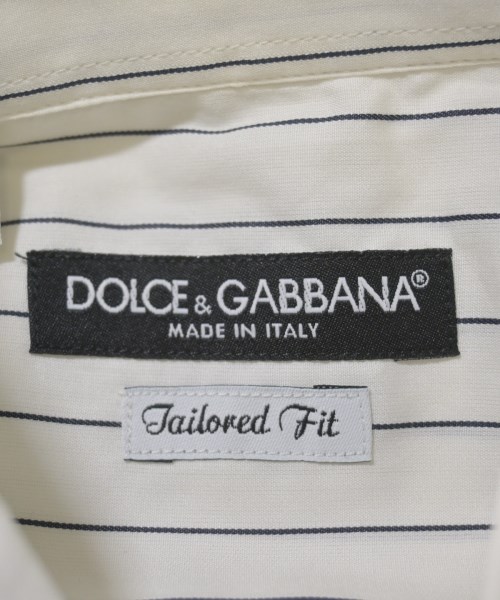 DOLCE & GABBANA®
MADE IN ITALY
Tailored Fit